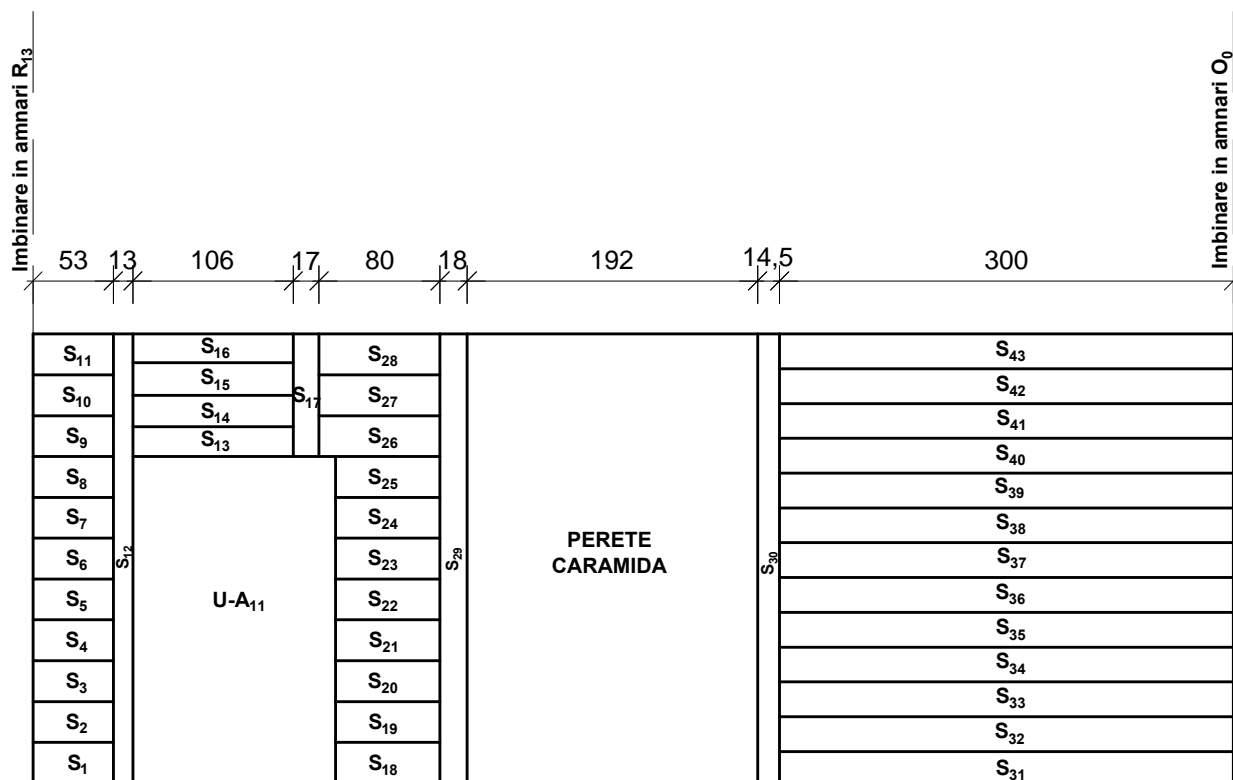 Imbinare in amnari R₁₃
Imbinare in amnari O₀
53 13 106 17 80 18 192 14,5 300
S₁₁
S₁₀
S₉
S₈
S₇
S₆
S₅
S₄
S₃
S₂
S₁
S₁₂
S₁₆
S₁₅
S₁₄
S₁₃
U-A₁₁
S₁₇
S₂₈
S₂₇
S₂₆
S₂₅
S₂₄
S₂₃
S₂₂
S₂₁
S₂₀
S₁₉
S₁₈
S₂₉
PERETE
CARAMIDA
S₃₀
S₄₃
S₄₂
S₄₁
S₄₀
S₃₉
S₃₈
S₃₇
S₃₆
S₃₅
S₃₄
S₃₃
S₃₂
S₃₁